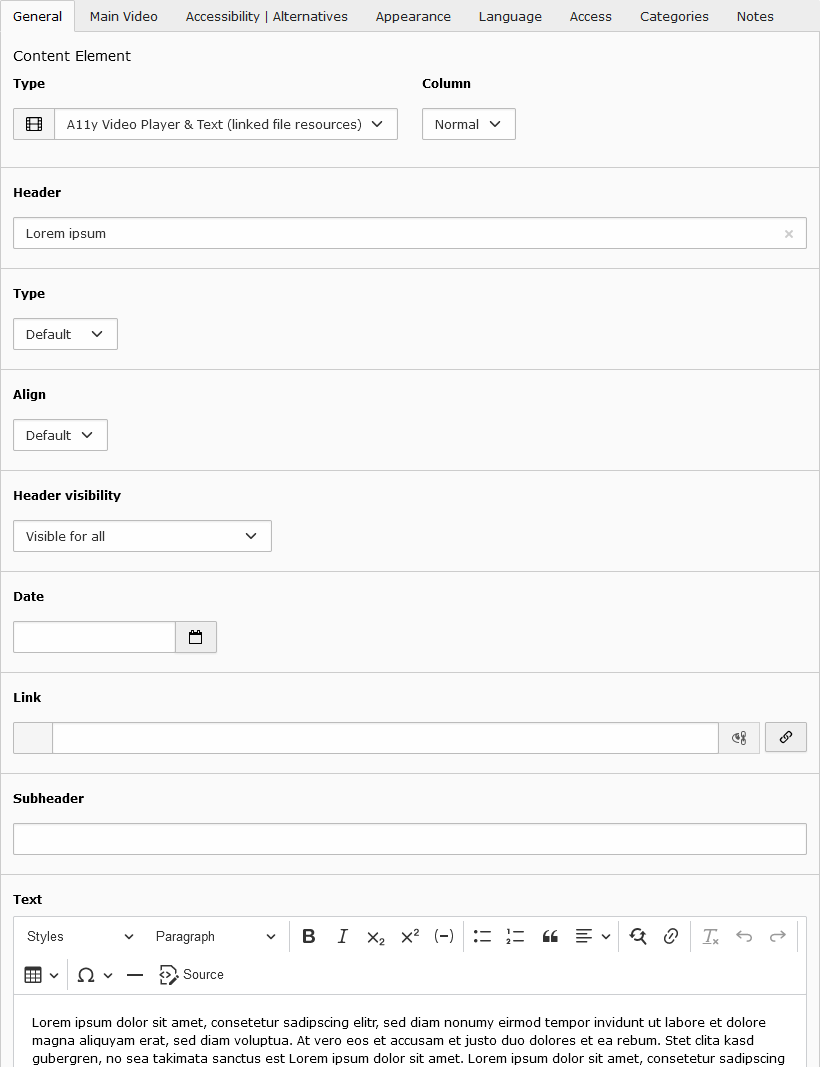 General Main Video Accessibility | Alternatives Appearance Language Access Categories Notes
Content Element
Type Column
A11y Video Player & Text (linked file resources) Normal
Header
Lorem ipsum
Type
Default
Align
Default
Header visibility
Visible for all
Date
Link
Subheader
Text
Styles Paragraph
Source
Lorem ipsum dolor sit amet, consetetur sadipscing elitr, sed diam nonumy eirmod tempor invidunt ut labore et dolore
magna aliquyam erat, sed diam voluptua. At vero eos et accusam et justo duo dolores et ea rebum. Stet clita kasd
gubergren, no sea takimata sanctus est Lorem ipsum dolor sit amet. Lorem ipsum dolor sit amet, consetetur sadipscing